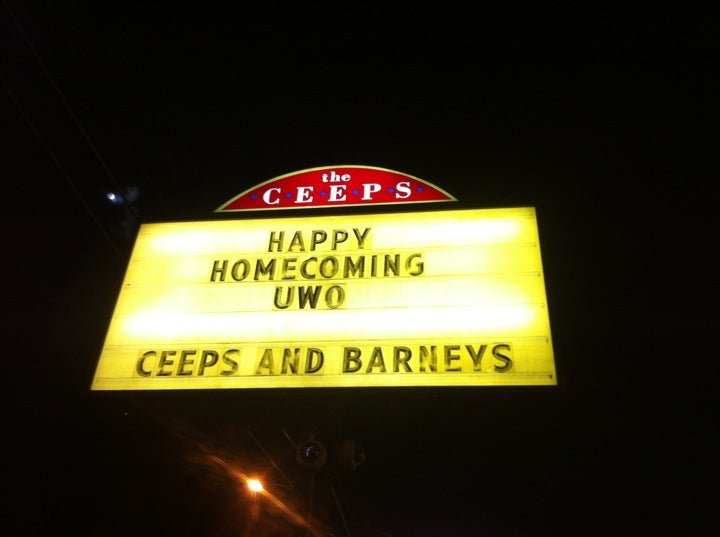 the
C·E·E·P·S
HAPPY
HOMECOMING
UWO
CEEPS AND BARNEYS